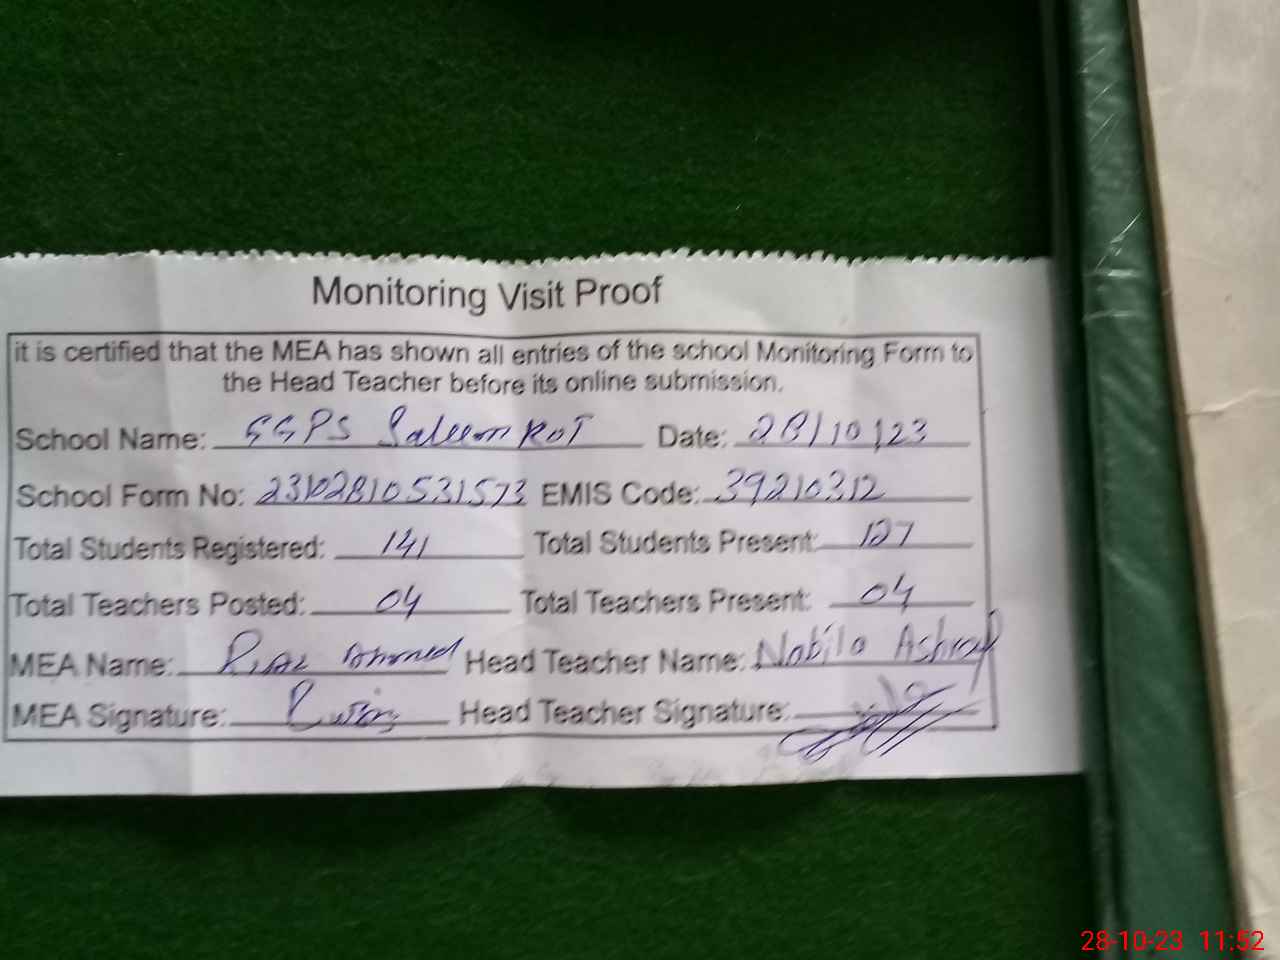 Monitoring Visit Proof
it is certified that the MEA has shown all entries of the school Monitoring Form to
the Head Teacher before its online submission.
School Name: GGPS Saleem Kot Date: 28/10/23
School Form No: 23102810531573 EMIS Code: 39210312
Total Students Registered: 141 Total Students Present: 127
Total Teachers Posted: 04 Total Teachers Present: 04
MEA Name: Riaz Ahmed Head Teacher Name: Nabila Ashraf
MEA Signature: Head Teacher Signature:
28-10-23 11:52